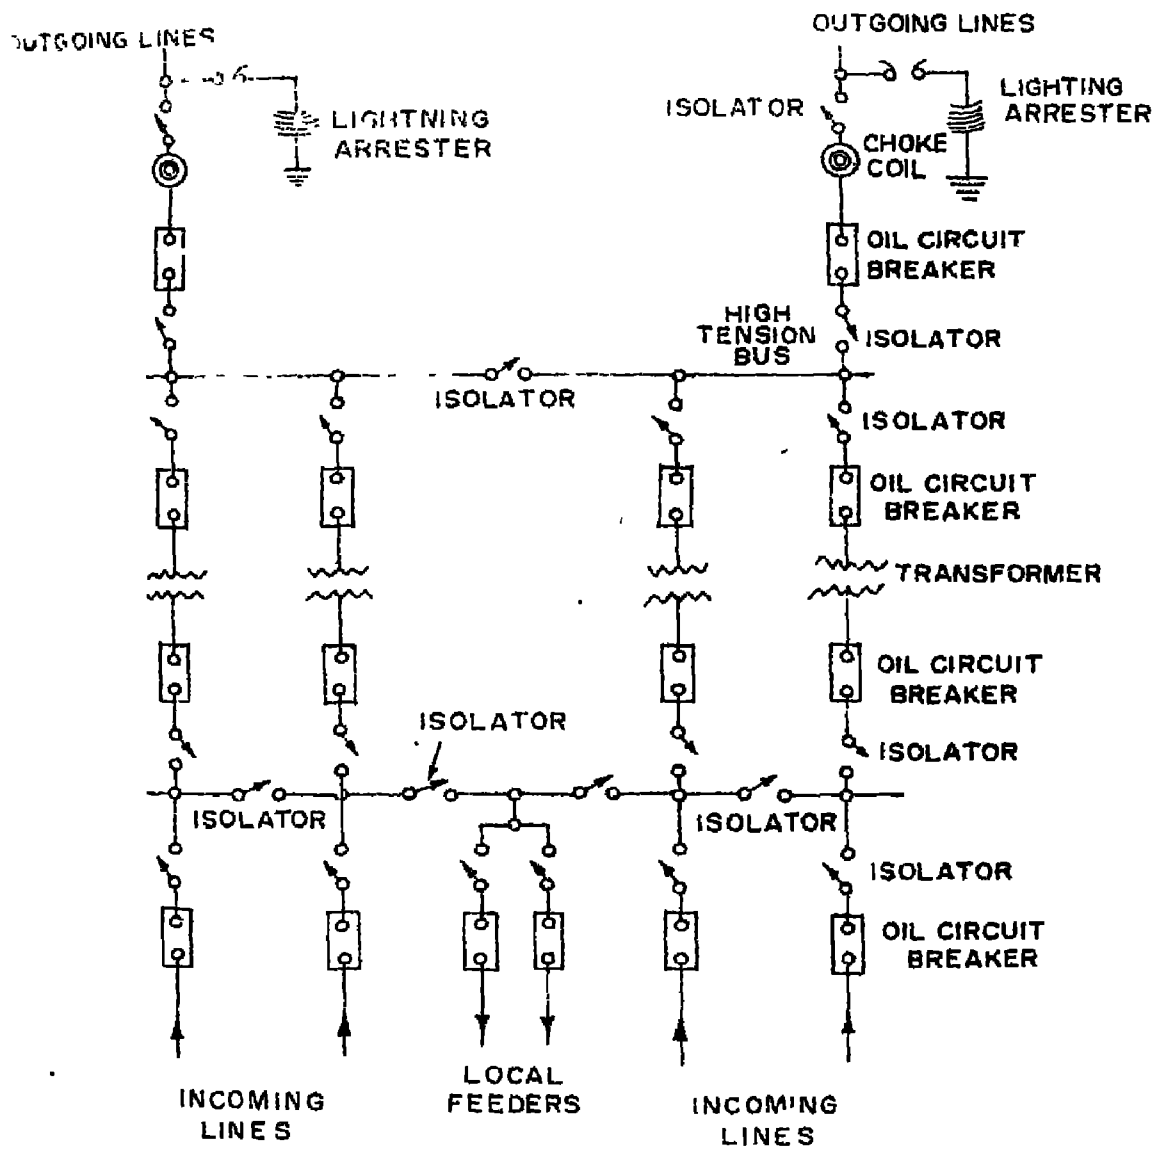 OUTGOING LINES
OUTGOING LINES
LIGHTNING
ARRESTER
ISOLATOR
LIGHTING
ARRESTER
CHOKE
COIL
OIL CIRCUIT
BREAKER
HIGH
TENSION
BUS
ISOLATOR
ISOLATOR
ISOLATOR
OIL CIRCUIT
BREAKER
TRANSFORMER
OIL CIRCUIT
BREAKER
ISOLATOR
ISOLATOR
ISOLATOR
ISOLATOR
ISOLATOR
OIL CIRCUIT
BREAKER
INCOMING
LINES
LOCAL
FEEDERS
INCOMING
LINES